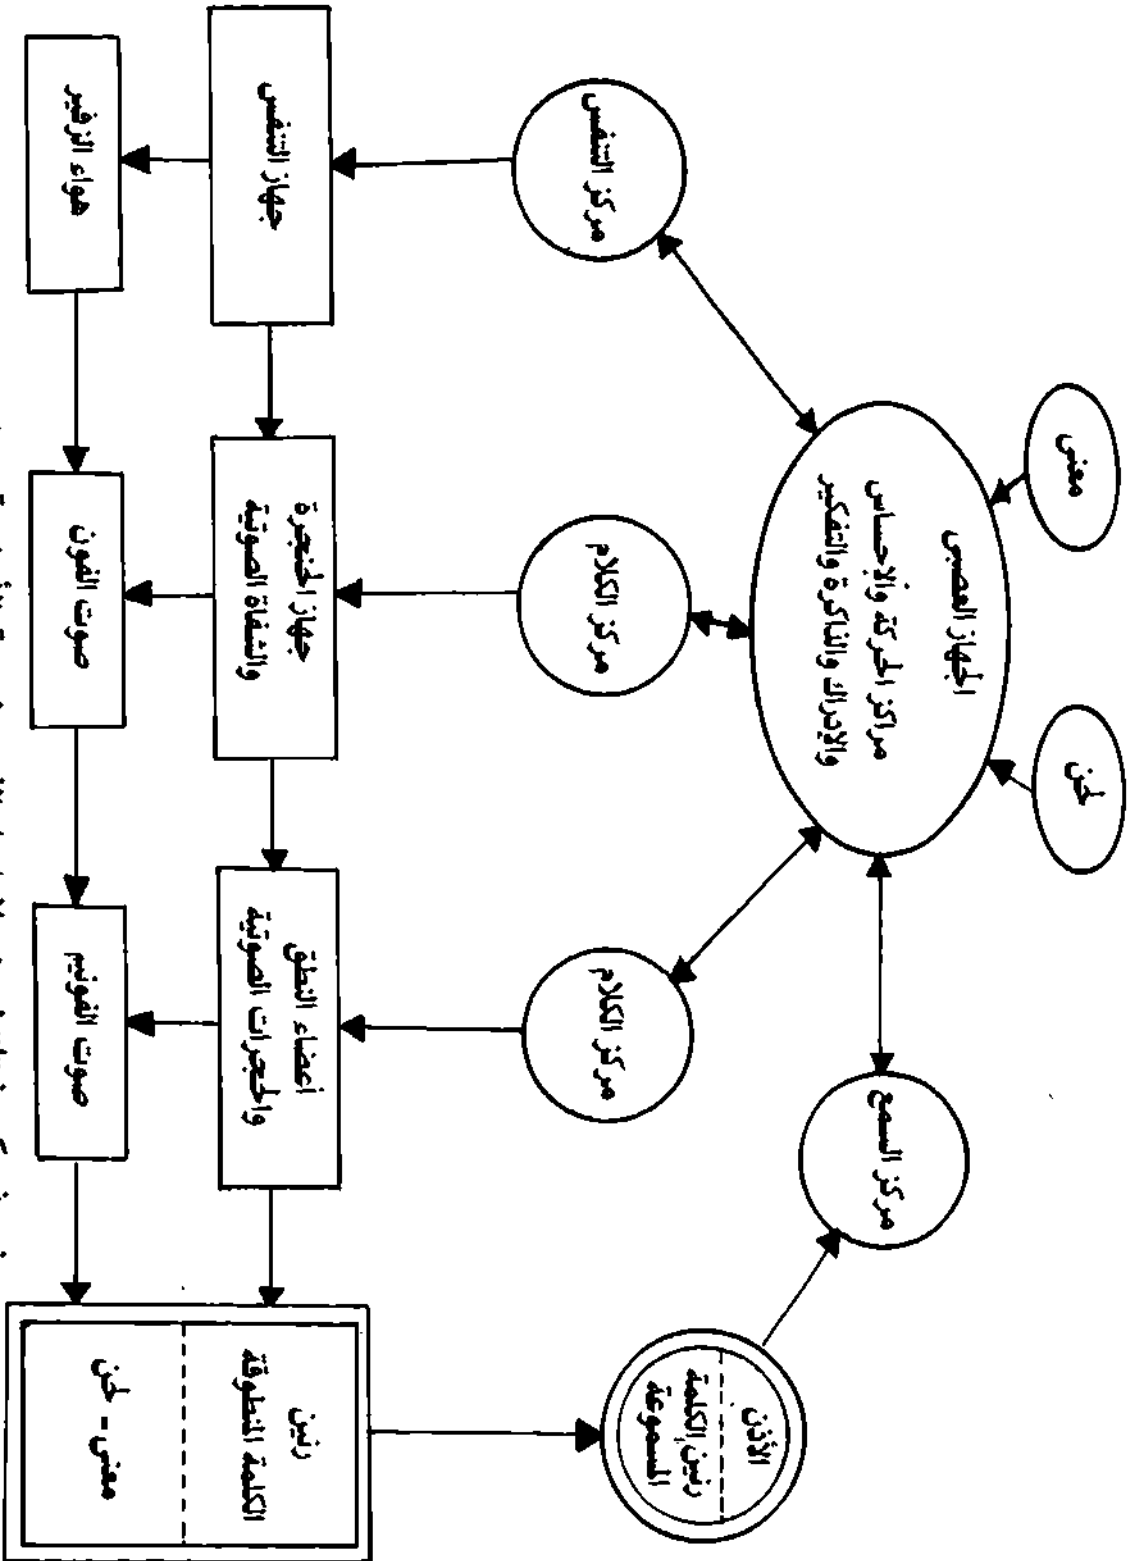 معنى
لحن
الجهاز العصبي
مراكز الحركة والإحساس
والإدراك والذاكرة والتفكير
مركز السمع
مركز التنفس
مركز الكلام
مركز الكلام
الأذن
رنين الكلمة
المسموعة
جهاز التنفس
جهاز الحنجرة
والشفاة الصوتية
أعضاء النطق
والحجرات الصوتية
رنين
الكلمة المنطوقة
معنى - لحن
هواء الزفير
صوت الفون
صوت الفونيم